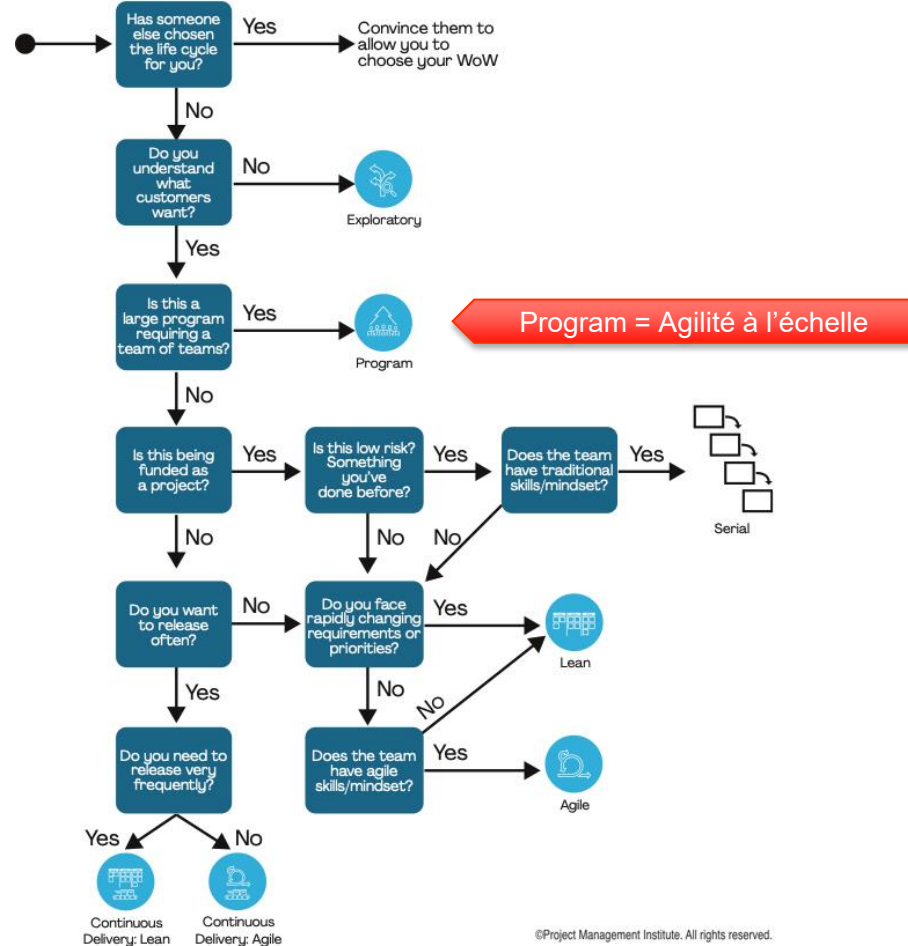 Has someone
else chosen
the life cycle
for you?
Yes
Convince them to
allow you to
choose your WoW
No
Do you
understand
what
customers
want?
No
Exploratory
Yes
Is this a
large program
requiring a
team of teams?
Yes
Program
Program = Agilité à l'échelle
No
Is this being
funded as
a project?
Yes
Is this low risk?
Something
you've
done before?
Yes
Does the team
have traditional
skills/mindset?
Yes
Serial
No
No
No
Do you want
to release
often?
No
Do you face
rapidly changing
requirements or
priorities?
Yes
Lean
Yes
No
No
Do you need to
release very
frequently?
Does the team
have agile
skills/mindset?
Yes
Agile
Yes
No
Continuous
Delivery: Lean
Continuous
Delivery: Agile
©Project Management Institute. All rights reserved.